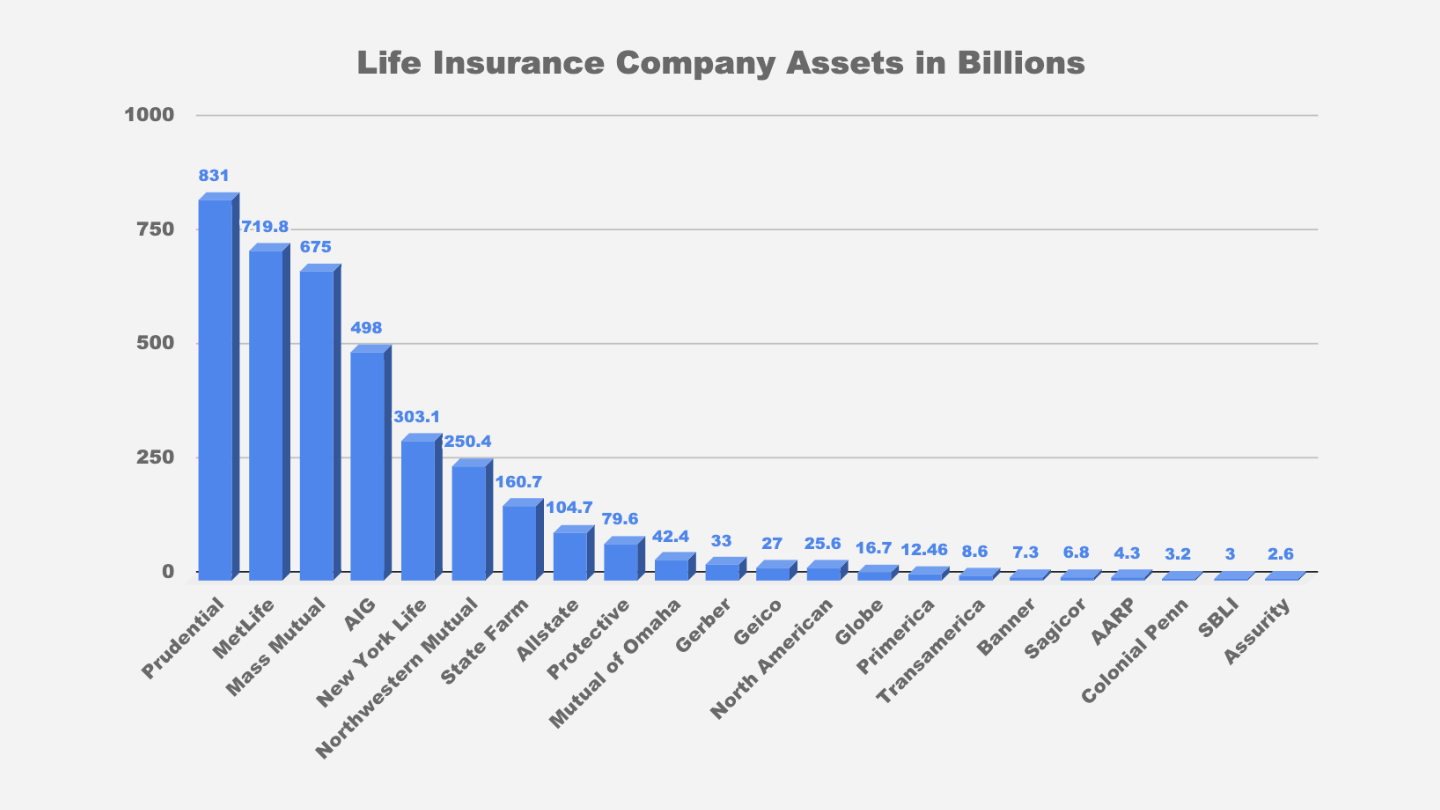 Life Insurance Company Assets in Billions
1000
750
500
250
0
831
719.8
675
498
303.1
250.4
160.7
104.7
79.6
42.4
33
27
25.6
16.7
12.46
8.6
7.3
6.8
4.3
3.2
3
2.6
Prudential
MetLife
Mass Mutual
AIG
New York Life
Northwestern Mutual
State Farm
Allstate
Protective
Mutual of Omaha
Gerber
Geico
North American
Globe
Primerica
Transamerica
Banner
Sagicor
AARP
Colonial Penn
SBLI
Assurity